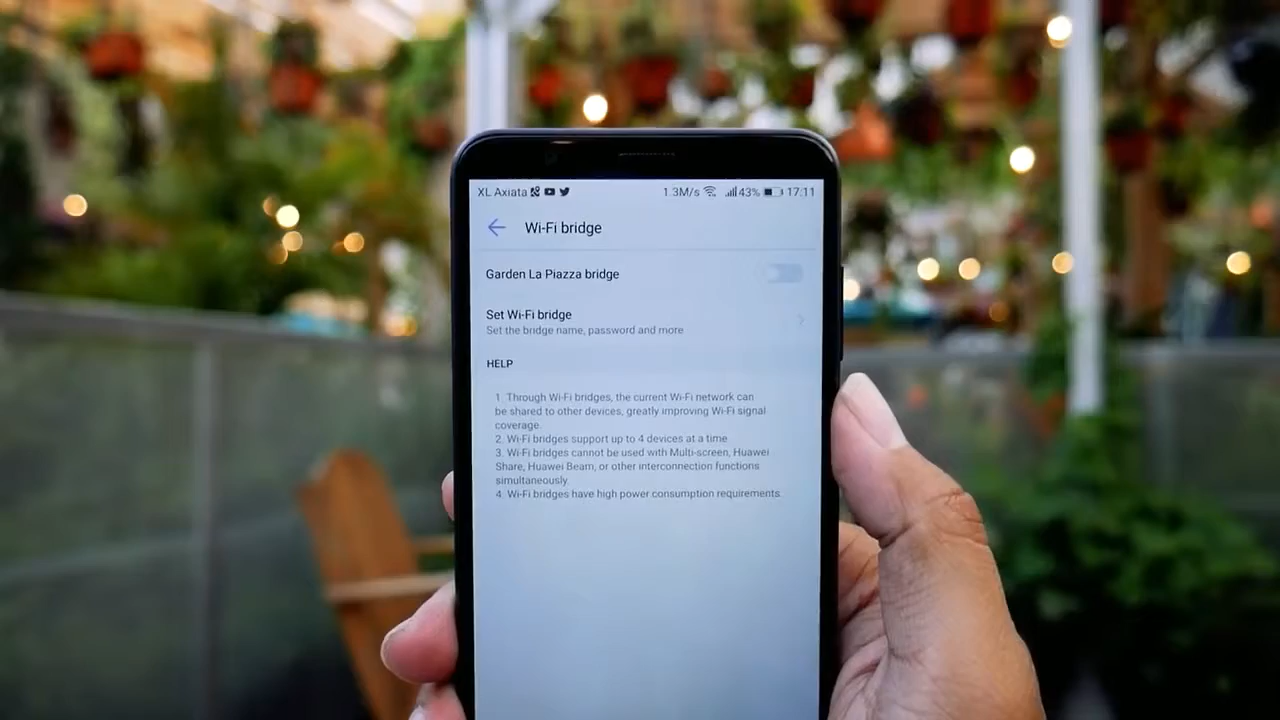 XL Axiata 1.3M/s 43% 17:11
Wi-Fi bridge
Garden La Piazza bridge
Set Wi-Fi bridge
Set the bridge name, password and more
HELP
1. Through Wi-Fi bridges, the current Wi-Fi network can
be shared to other devices, greatly improving Wi-Fi signal
coverage.
2. Wi-Fi bridges support up to 4 devices at a time
3. Wi-Fi bridges cannot be used with Multi-screen, Huawei
Share, Huawei Beam, or other interconnection functions
simultaneously.
4. Wi-Fi bridges have high power consumption requirements.